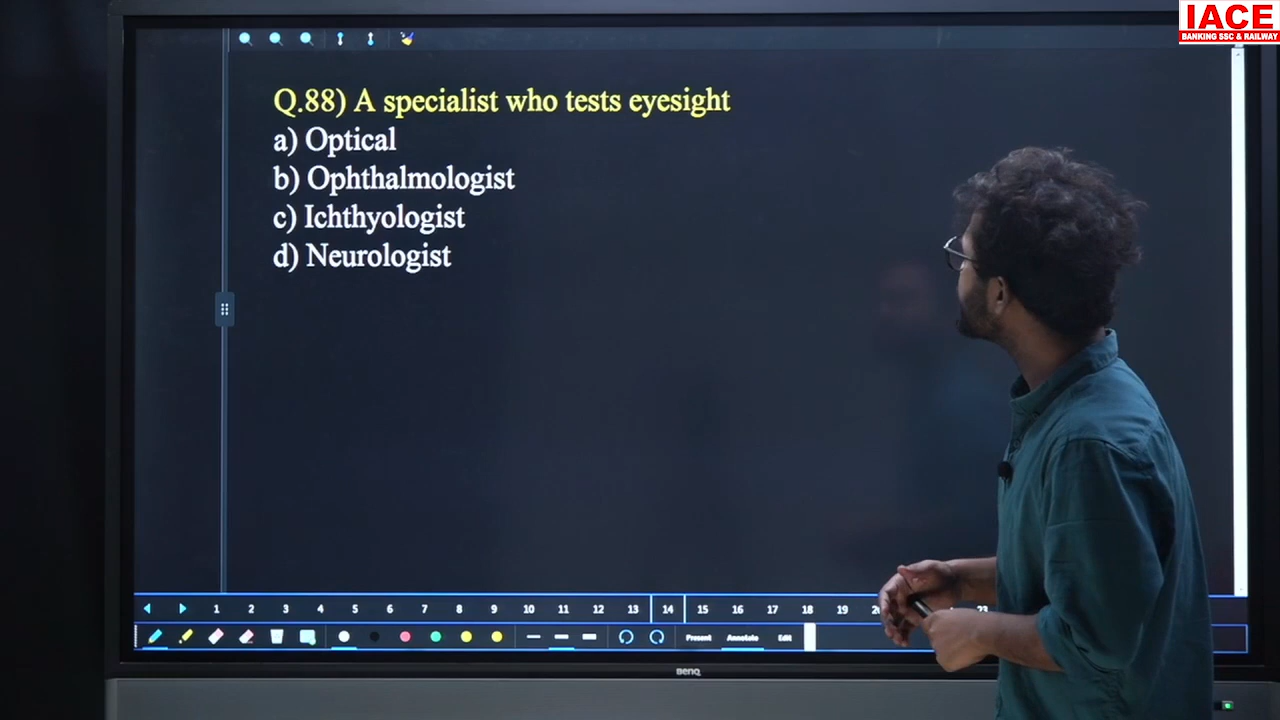 IACE
BANKING SSC & RAILWAY
Q.88) A specialist who tests eyesight
a) Optical
b) Ophthalmologist
c) Ichthyologist
d) Neurologist
1 2 3 4 5 6 7 8 9 10 11 12 13 14 15 16 17 18 19 23
Present Annotate Edit
BenQ